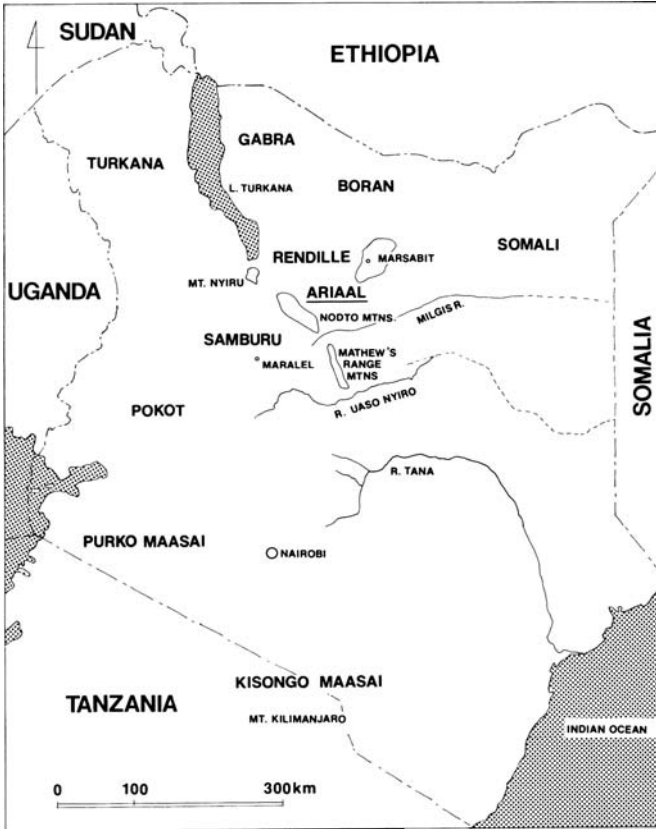 SUDAN
ETHIOPIA
GABRA
TURKANA
L. TURKANA
BORAN
RENDILLE
MARSABIT
SOMALI
MT. NYIRU
UGANDA
ARIAAL
NODTO MTNS.
MILGIS R.
SAMBURU
MARALEL
MATHEW'S
RANGE
MTNS
SOMALIA
R. UASO NYIRO
POKOT
R. TANA
PURKO MAASAI
NAIROBI
KISONGO MAASAI
TANZANIA
MT. KILIMANJARO
INDIAN OCEAN
0 100 300km